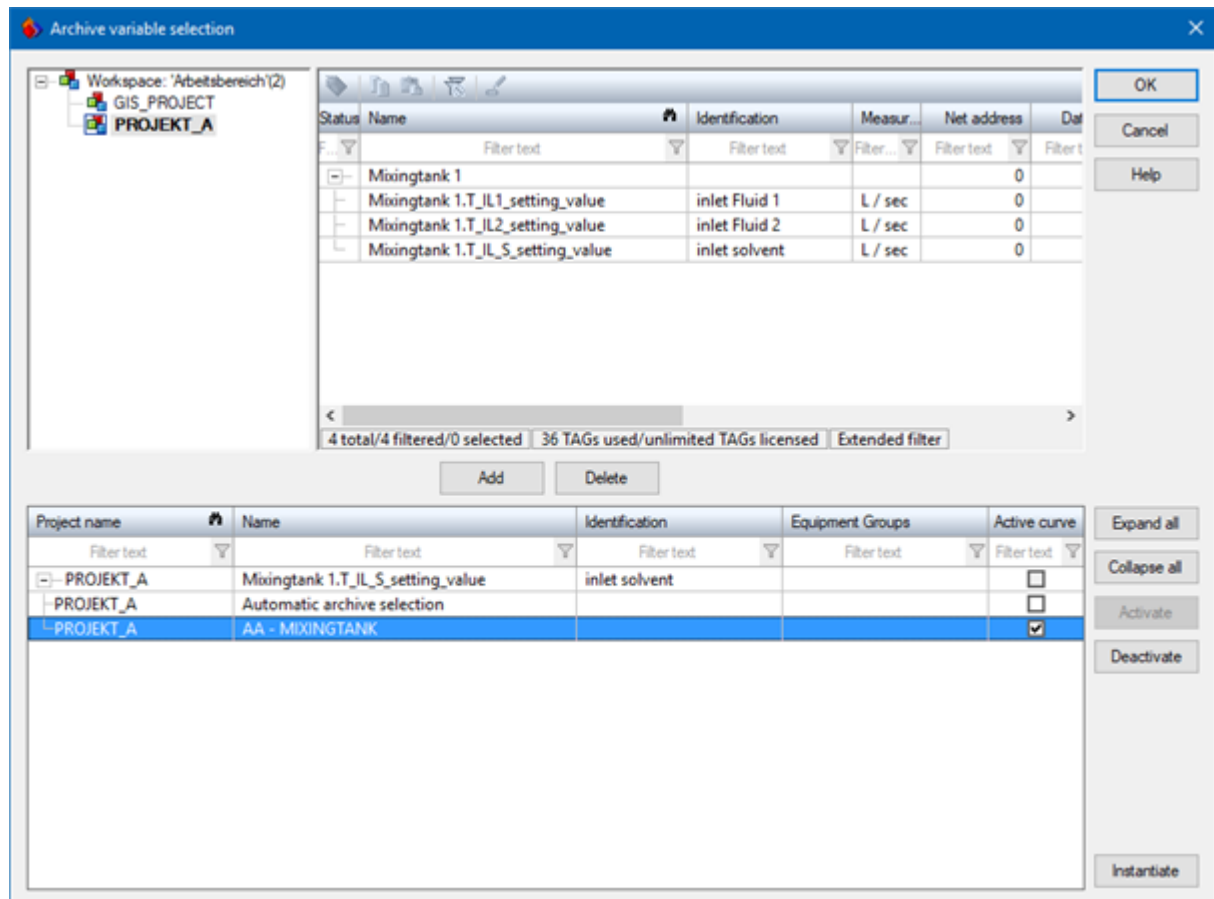 Archive variable selection
Workspace: 'Arbeitsbereich'(2)
GIS_PROJECT
PROJEKT_A
Status Name Identification Measur... Net address Dat
F... Filter text Filter text Filter... Filter text Filter t
Mixingtank 1 0
Mixingtank 1.T_IL1_setting_value inlet Fluid 1 L / sec 0
Mixingtank 1.T_IL2_setting_value inlet Fluid 2 L / sec 0
Mixingtank 1.T_IL_S_setting_value inlet solvent L / sec 0
4 total/4 filtered/0 selected 36 TAGs used/unlimited TAGs licensed Extended filter
OK
Cancel
Help
Add Delete
Project name Name Identification Equipment Groups Active curve
Filter text Filter text Filter text Filter text Filter text
PROJEKT_A Mixingtank 1.T_IL_S_setting_value inlet solvent
PROJEKT_A Automatic archive selection
PROJEKT_A AA - MIXINGTANK
Expand all
Collapse all
Activate
Deactivate
Instantiate